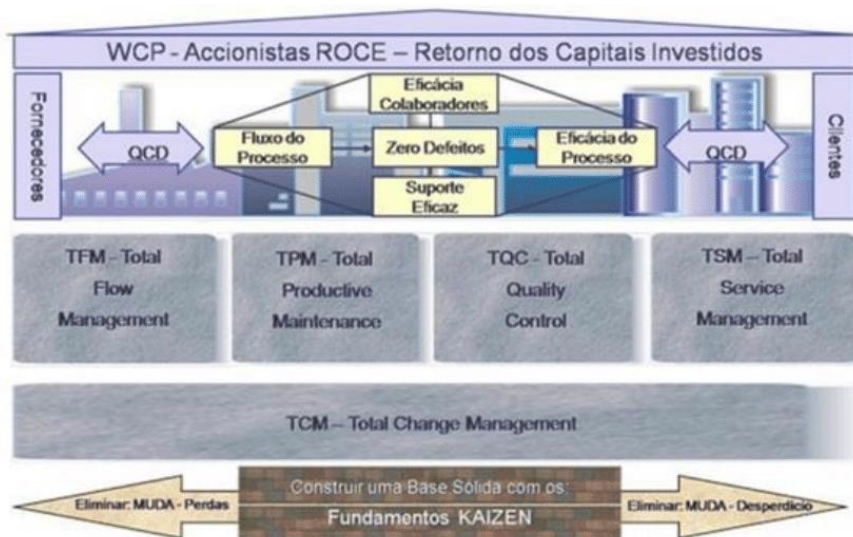 WCP - Accionistas ROCE – Retorno dos Capitais Investidos
Fornecedores
QCD
Fluxo do
Processo
Eficácia
Colaboradores
Zero Defeitos
Suporte
Eficaz
Eficácia do
Processo
QCD
Clientes
TFM - Total
Flow
Management
TPM - Total
Productive
Maintenance
TQC - Total
Quality
Control
TSM – Total
Service
Management
TCM – Total Change Management
Eliminar: MUDA - Perdas
Construir uma Base Sólida com os:
Fundamentos KAIZEN
Eliminar: MUDA - Desperdício